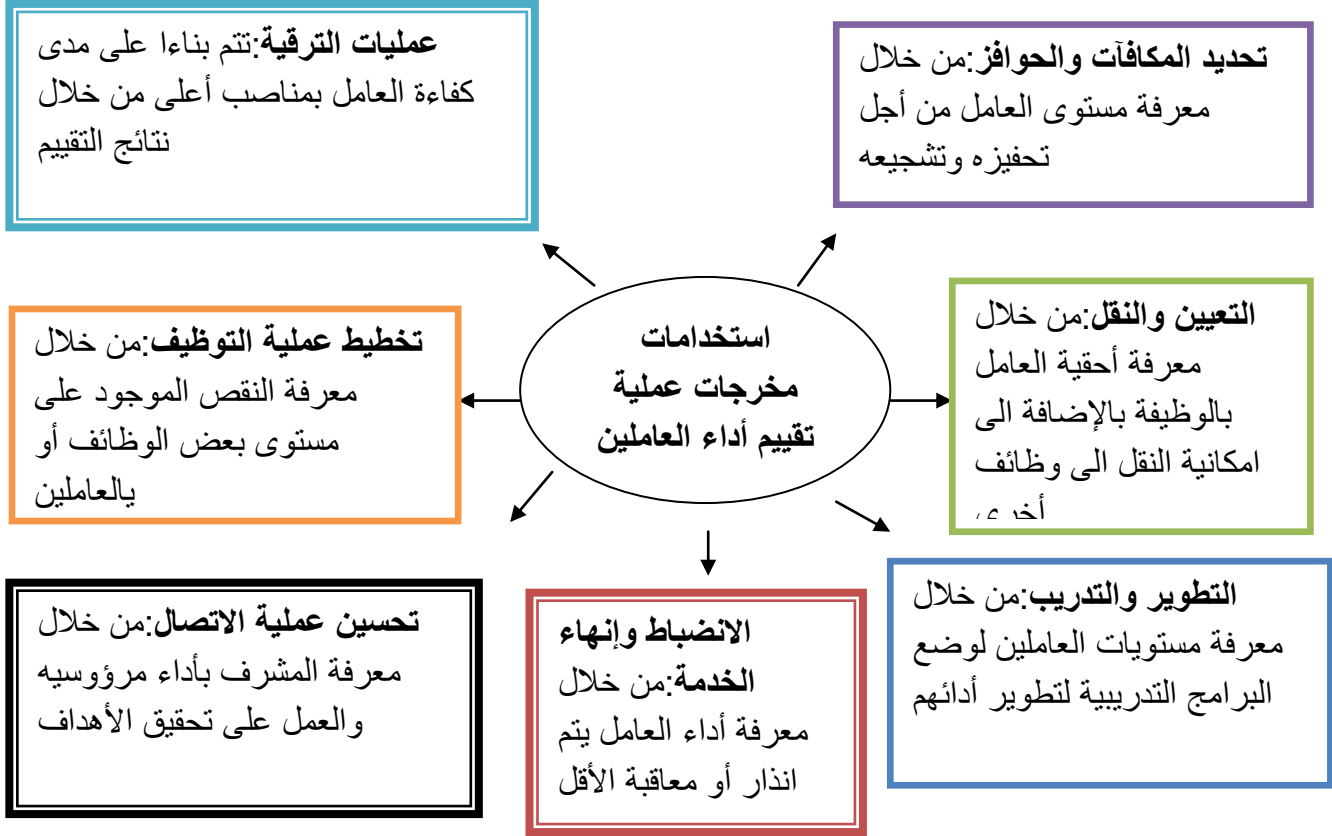 تحديد المكافآت والحوافز:من خلال
معرفة مستوى العامل من أجل
تحفيزه وتشجيعه
عمليات الترقية:تتم بناءا على مدى
كفاءة العامل بمناصب أعلى من خلال
نتائج التقييم
التعيين والنقل:من خلال
معرفة أحقية العامل
بالوظيفة بالإضافة الى
امكانية النقل الى وظائف
أخرى
استخدامات
مخرجات عملية
تقييم أداء العاملين
تخطيط عملية التوظيف:من خلال
معرفة النقص الموجود على
مستوى بعض الوظائف أو
بالعاملين
التطوير والتدريب:من خلال
معرفة مستويات العاملين لوضع
البرامج التدريبية لتطوير أدائهم
الانضباط وإنهاء
الخدمة:من خلال
معرفة أداء العامل يتم
انذار أو معاقبة الأقل
تحسين عملية الاتصال:من خلال
معرفة المشرف بأداء مرؤوسيه
والعمل على تحقيق الأهداف